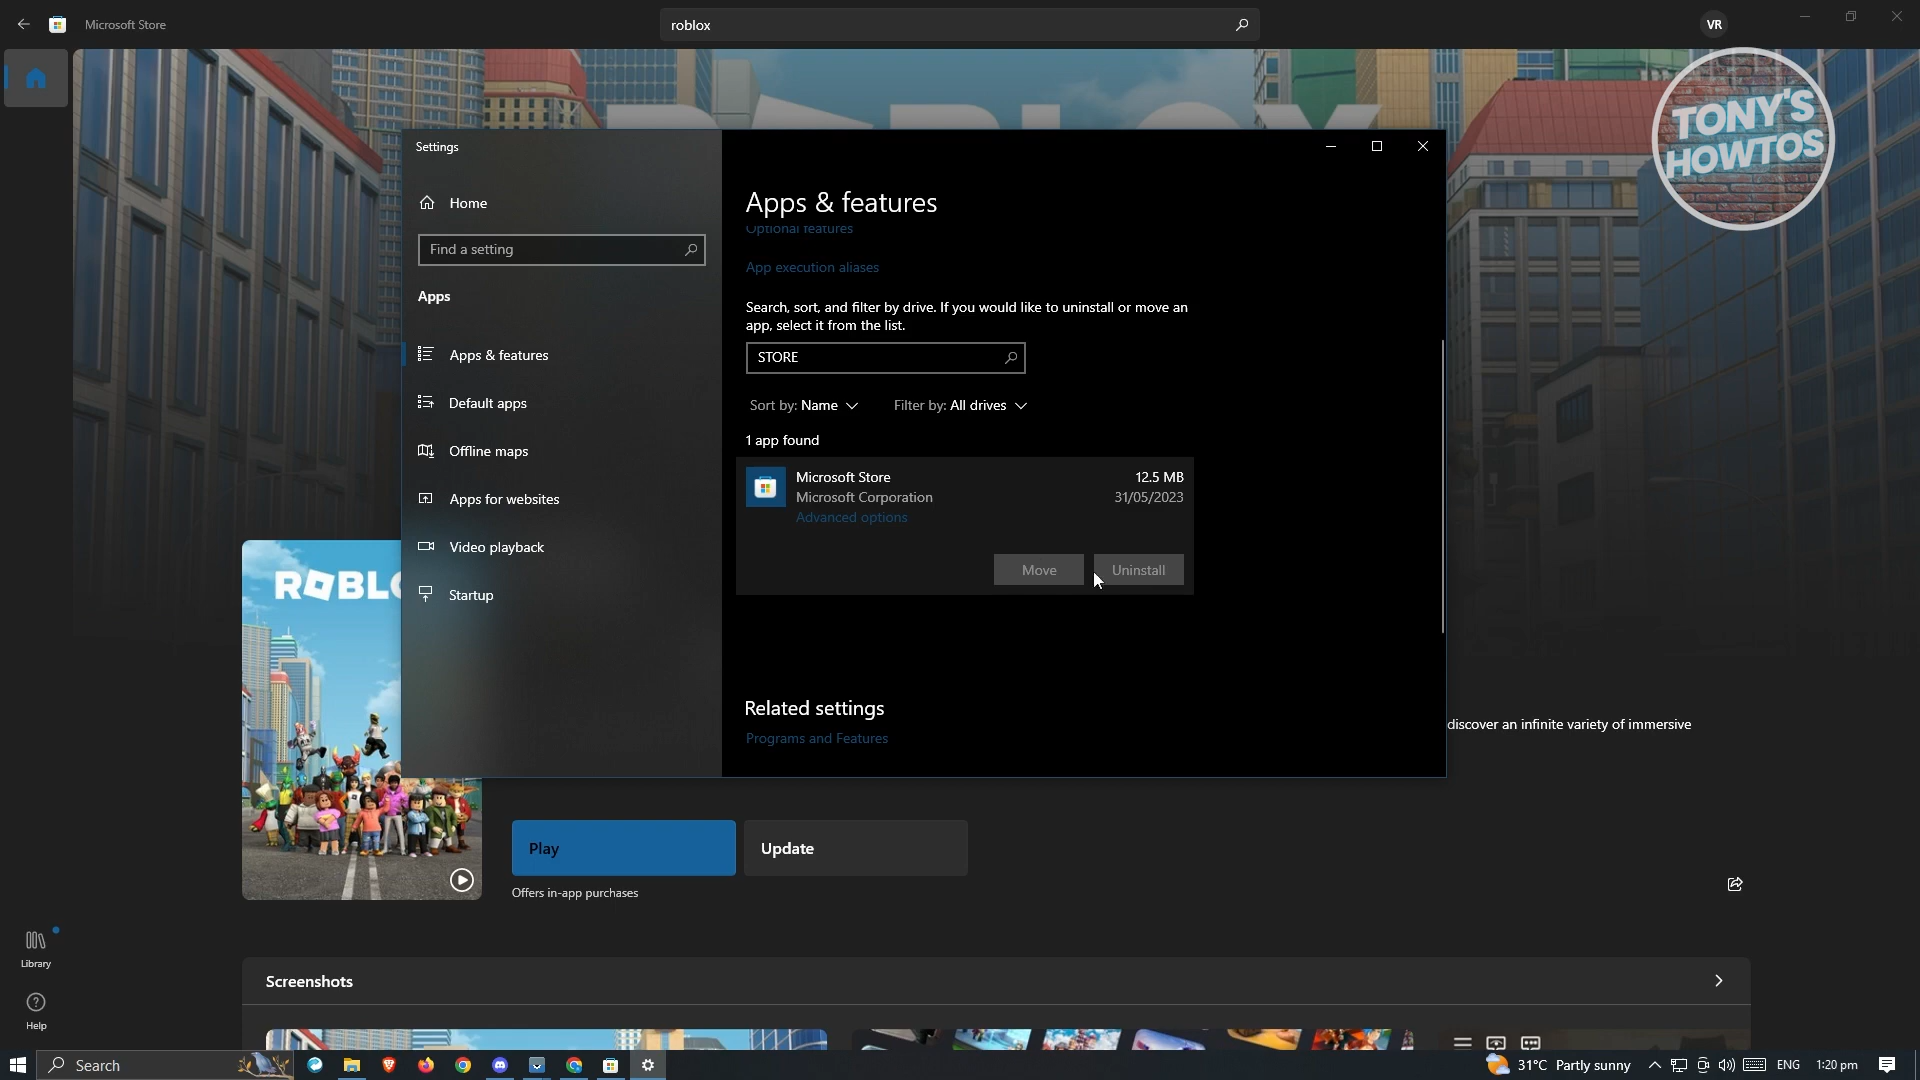 Microsoft Store
roblox
VR
TONY'S
HOWTOS
Settings
Home
Find a setting
Apps
Apps & features
Default apps
Offline maps
Apps for websites
Video playback
Startup
Apps & features
Optional features
App execution aliases
Search, sort, and filter by drive. If you would like to uninstall or move an
app, select it from the list.
STORE
Sort by: Name
Filter by: All drives
1 app found
Microsoft Store
12.5 MB
Microsoft Corporation
31/05/2023
Advanced options
Move
Uninstall
Related settings
Programs and Features
discover an infinite variety of immersive
Play
Update
Offers in-app purchases
Library
Help
Screenshots
Search
31°C Partly sunny
ENG
1:20 pm